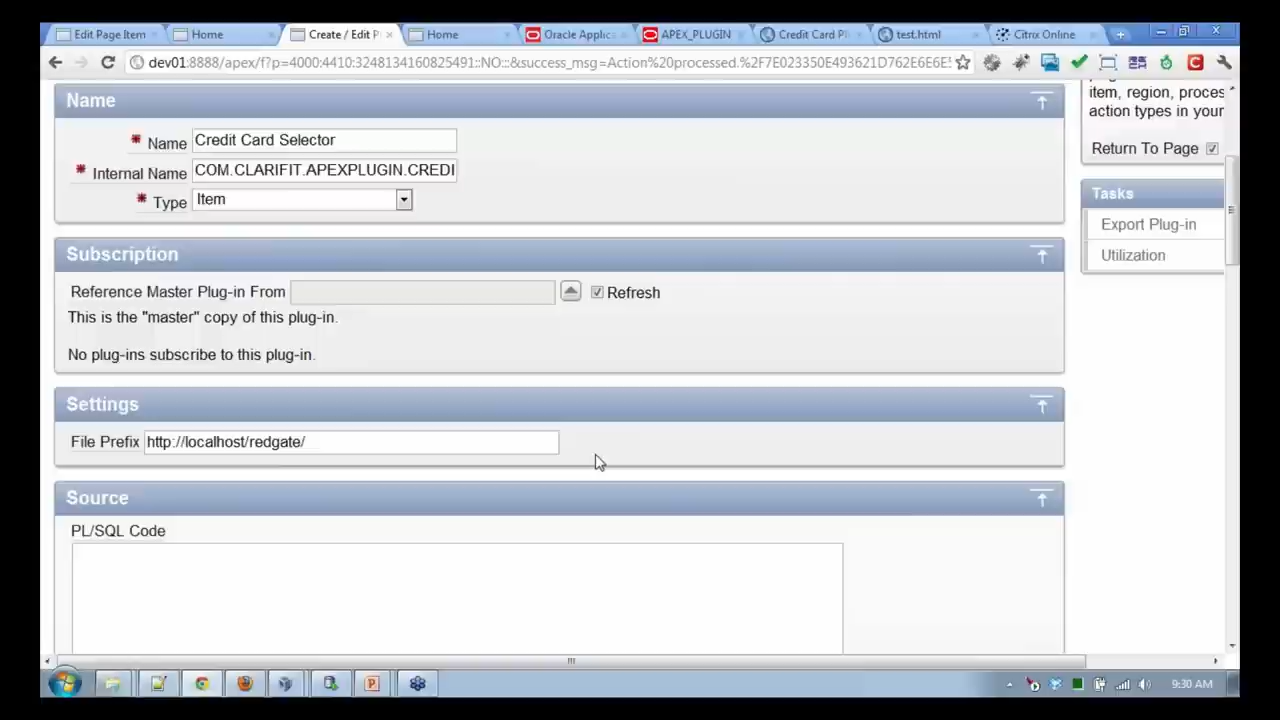 Edit Page Item
Home
Create / Edit P
Home
Oracle Applic
APEX_PLUGIN
Credit Card Pl
test.html
Citrix Online
dev01:8888/apex/f?p=4000:4410:3248134160825491::NO::&success_msg=Action%20processed.%2F7E023350E493621D762E6E6E
Name
item, region, proces
action types in your
Name Credit Card Selector
Internal Name COM.CLARIFIT.APEXPLUGIN.CREDI
Type Item
Return To Page
Tasks
Export Plug-in
Utilization
Subscription
Reference Master Plug-in From Refresh
This is the "master" copy of this plug-in.
No plug-ins subscribe to this plug-in.
Settings
File Prefix http://localhost/redgate/
Source
PL/SQL Code
9:30 AM